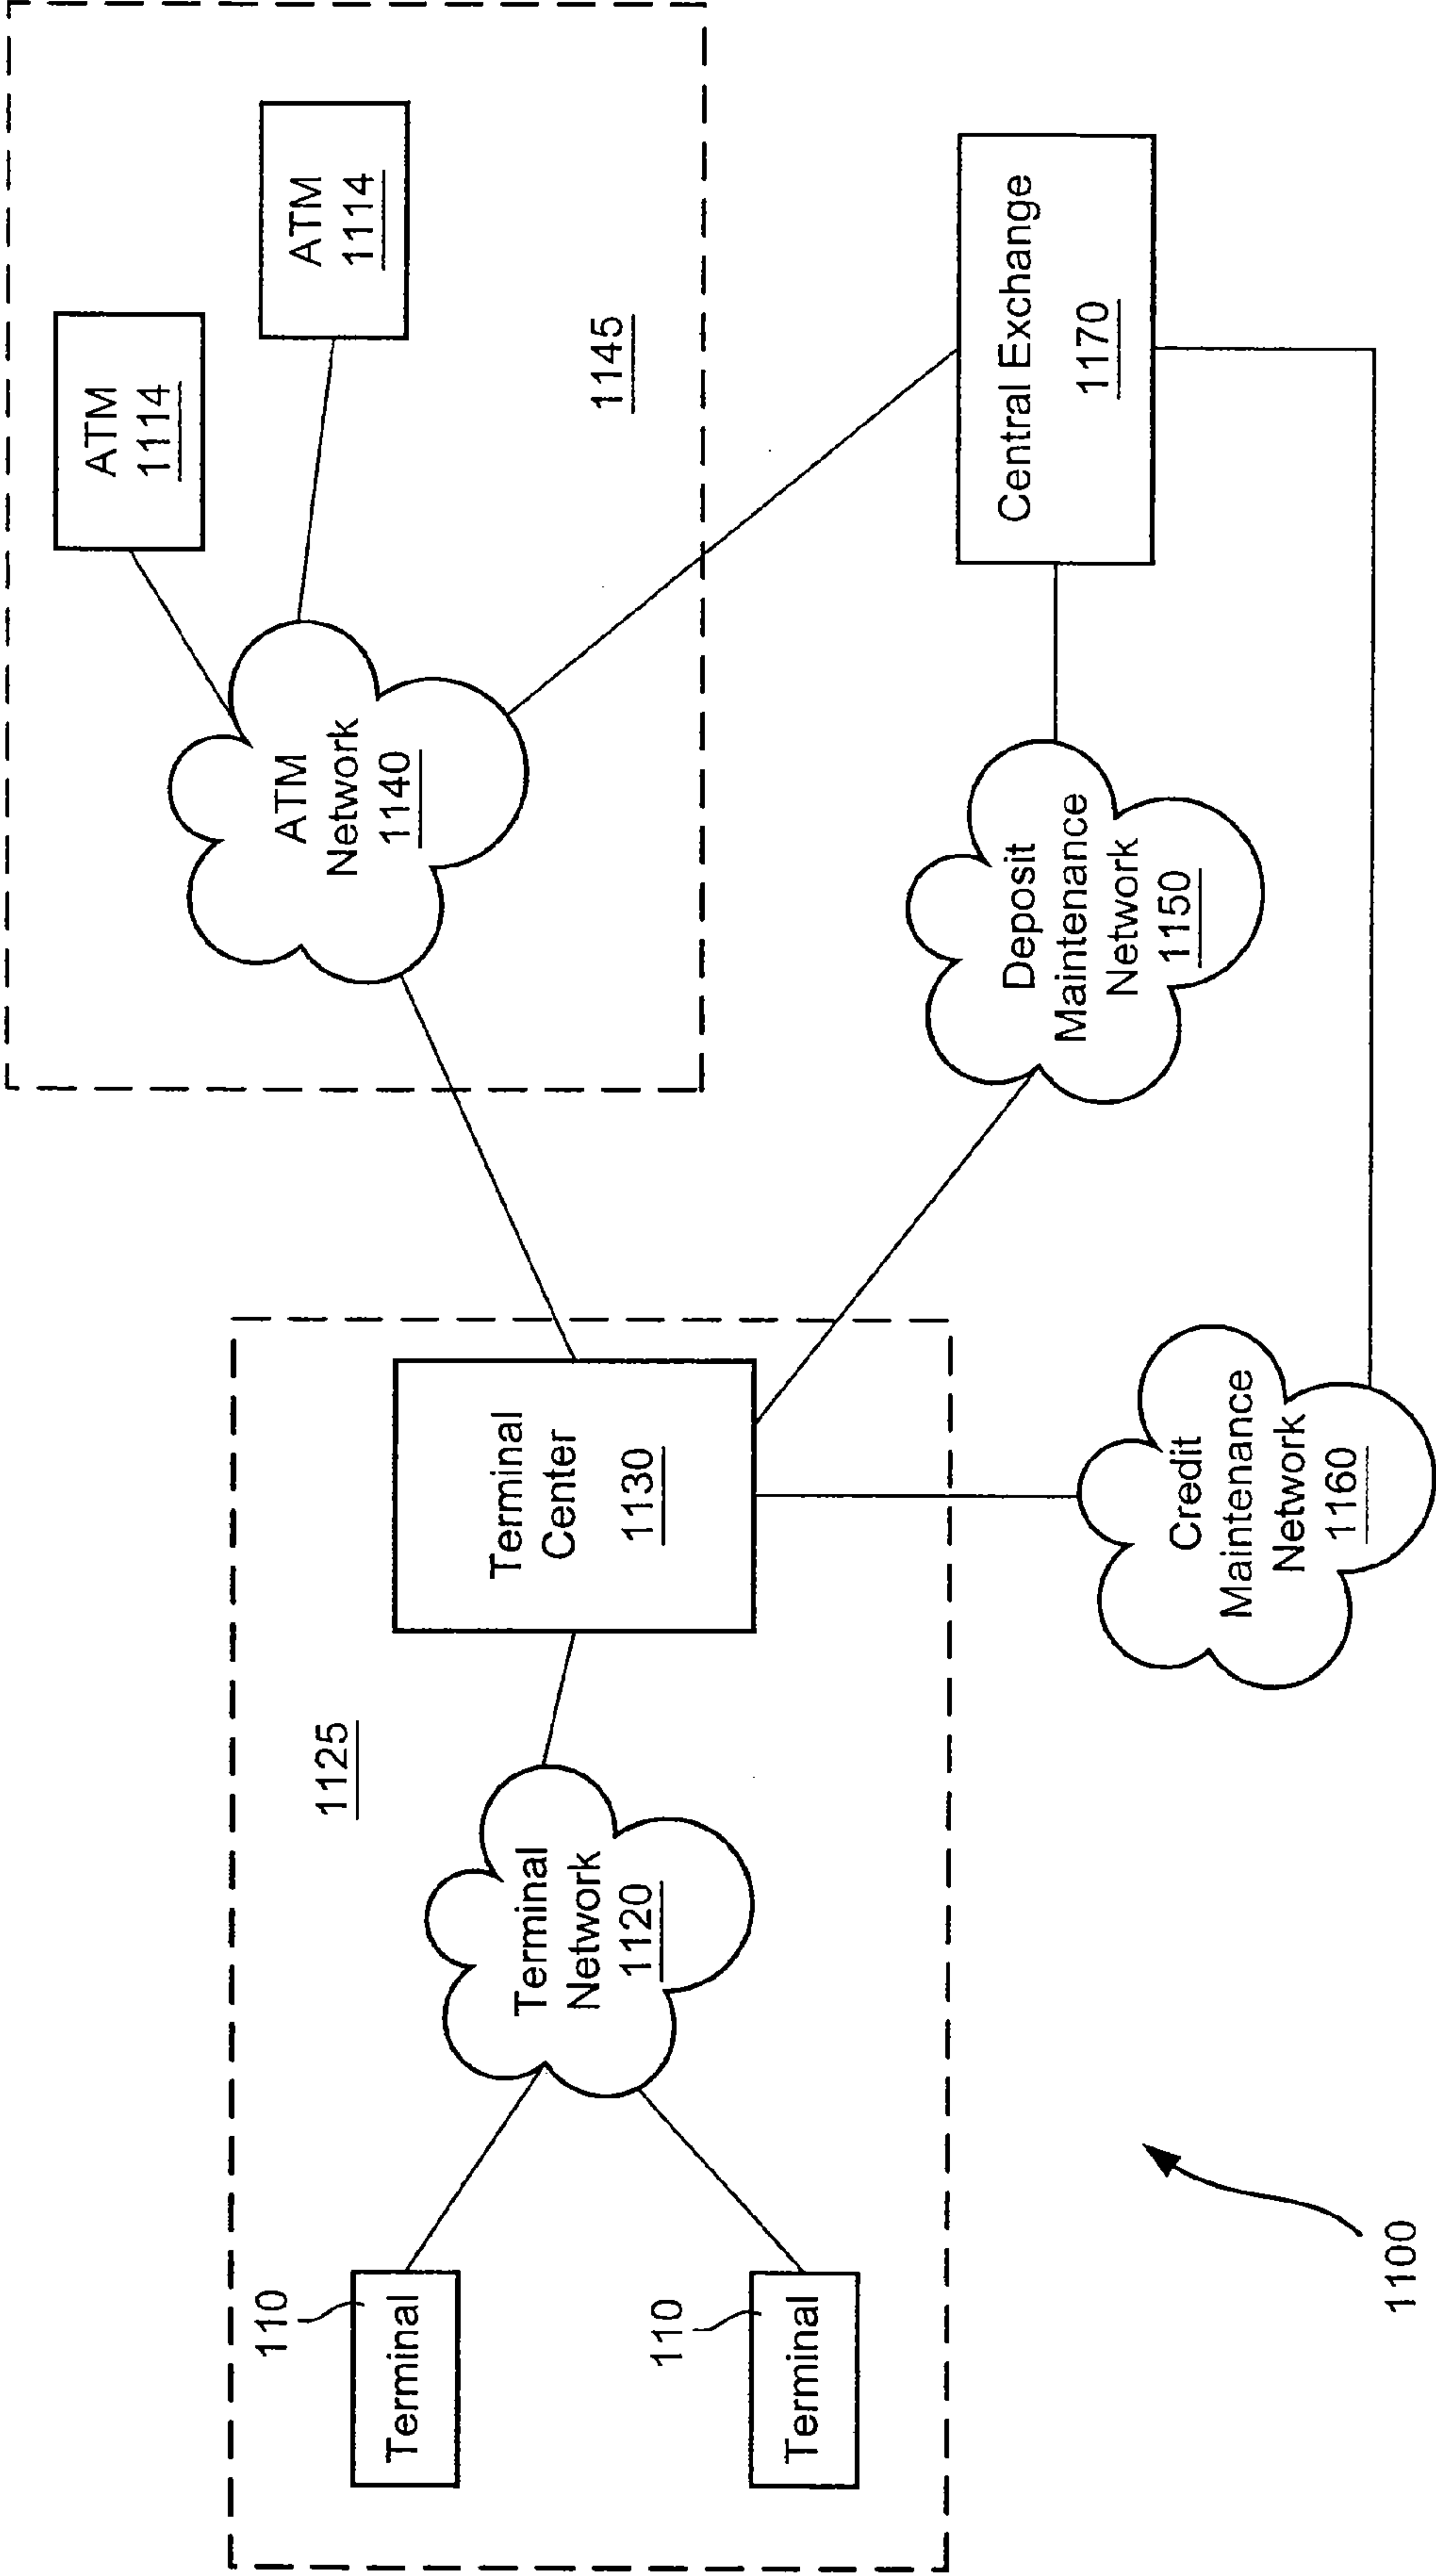 110
Terminal
110
Terminal
1125
Terminal
Network
1120
Terminal
Center
1130
ATM
Network
1140
ATM
1114
ATM
1114
1145
Deposit
Maintenance
Network
1150
Credit
Maintenance
Network
1160
Central Exchange
1170
1100